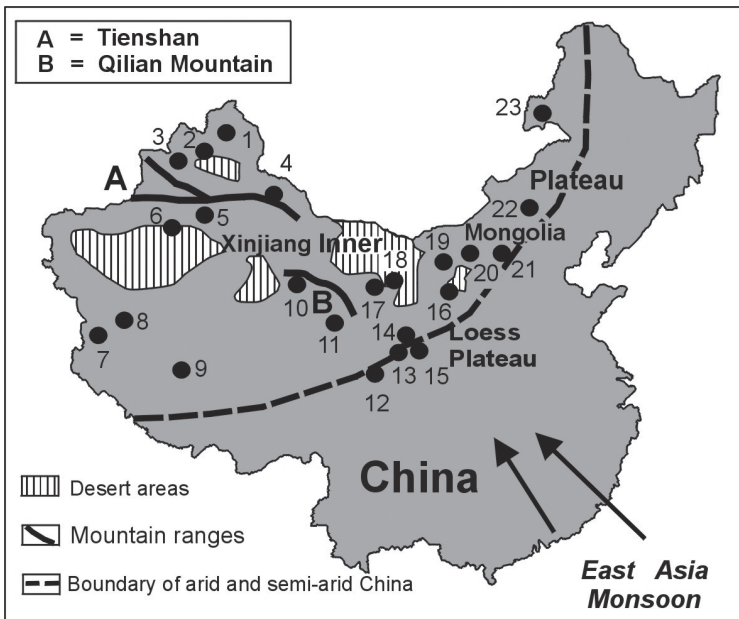 A = Tienshan
B = Qilian Mountain
23
3
2
1
4
A
Plateau
6
5
22
Xinjiang Inner
19
Mongolia
18
20
21
10
B
17
16
8
7
11
14
Loess
Plateau
9
13
15
12
China
Desert areas
Mountain ranges
Boundary of arid and semi-arid China
East Asia
Monsoon